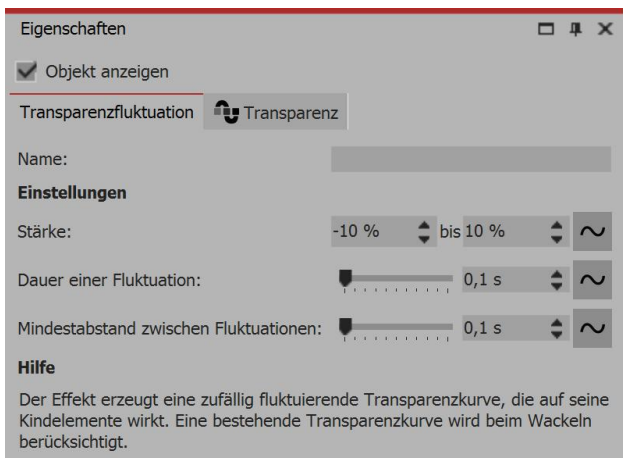 Eigenschaften
Objekt anzeigen
Transparenzfluktuation Transparenz
Name:
Einstellungen
Stärke: -10 % bis 10 %
Dauer einer Fluktuation: 0,1 s
Mindestabstand zwischen Fluktuationen: 0,1 s
Hilfe
Der Effekt erzeugt eine zufällig fluktuierende Transparenzkurve, die auf seine
Kindelemente wirkt. Eine bestehende Transparenzkurve wird beim Wackeln
berücksichtigt.